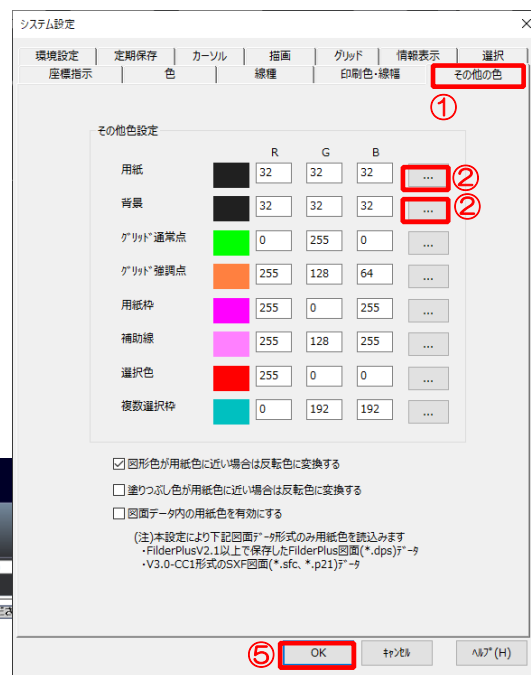 システム設定
環境設定 定期保存 カーソル 描画 グリッド 情報表示 選択
座標指示 色 線種 印刷色・線幅 その他の色
①
その他色設定
R G B
用紙 32 32 32 ... ②
背景 32 32 32 ... ②
ｸﾞﾘｯﾄﾞ通常点 0 255 0 ...
ｸﾞﾘｯﾄﾞ強調点 255 128 64 ...
用紙枠 255 0 255 ...
補助線 255 128 255 ...
選択色 255 0 0 ...
複数選択枠 0 192 192 ...
図形色が用紙色に近い場合は反転色に変換する
塗りつぶし色が用紙色に近い場合は反転色に変換する
図面データ内の用紙色を有効にする
(注)本設定により下記図面ﾃﾞｰﾀ形式のみ用紙色を読込みます
・FilderPlusV2.1以上で保存したFilderPlus図面(*.dps)ﾃﾞｰﾀ
・V3.0-CC1形式のSXF図面(*.sfc、*.p21)ﾃﾞｰﾀ
⑤ OK ｷｬﾝｾﾙ ﾍﾙﾌﾟ(H)